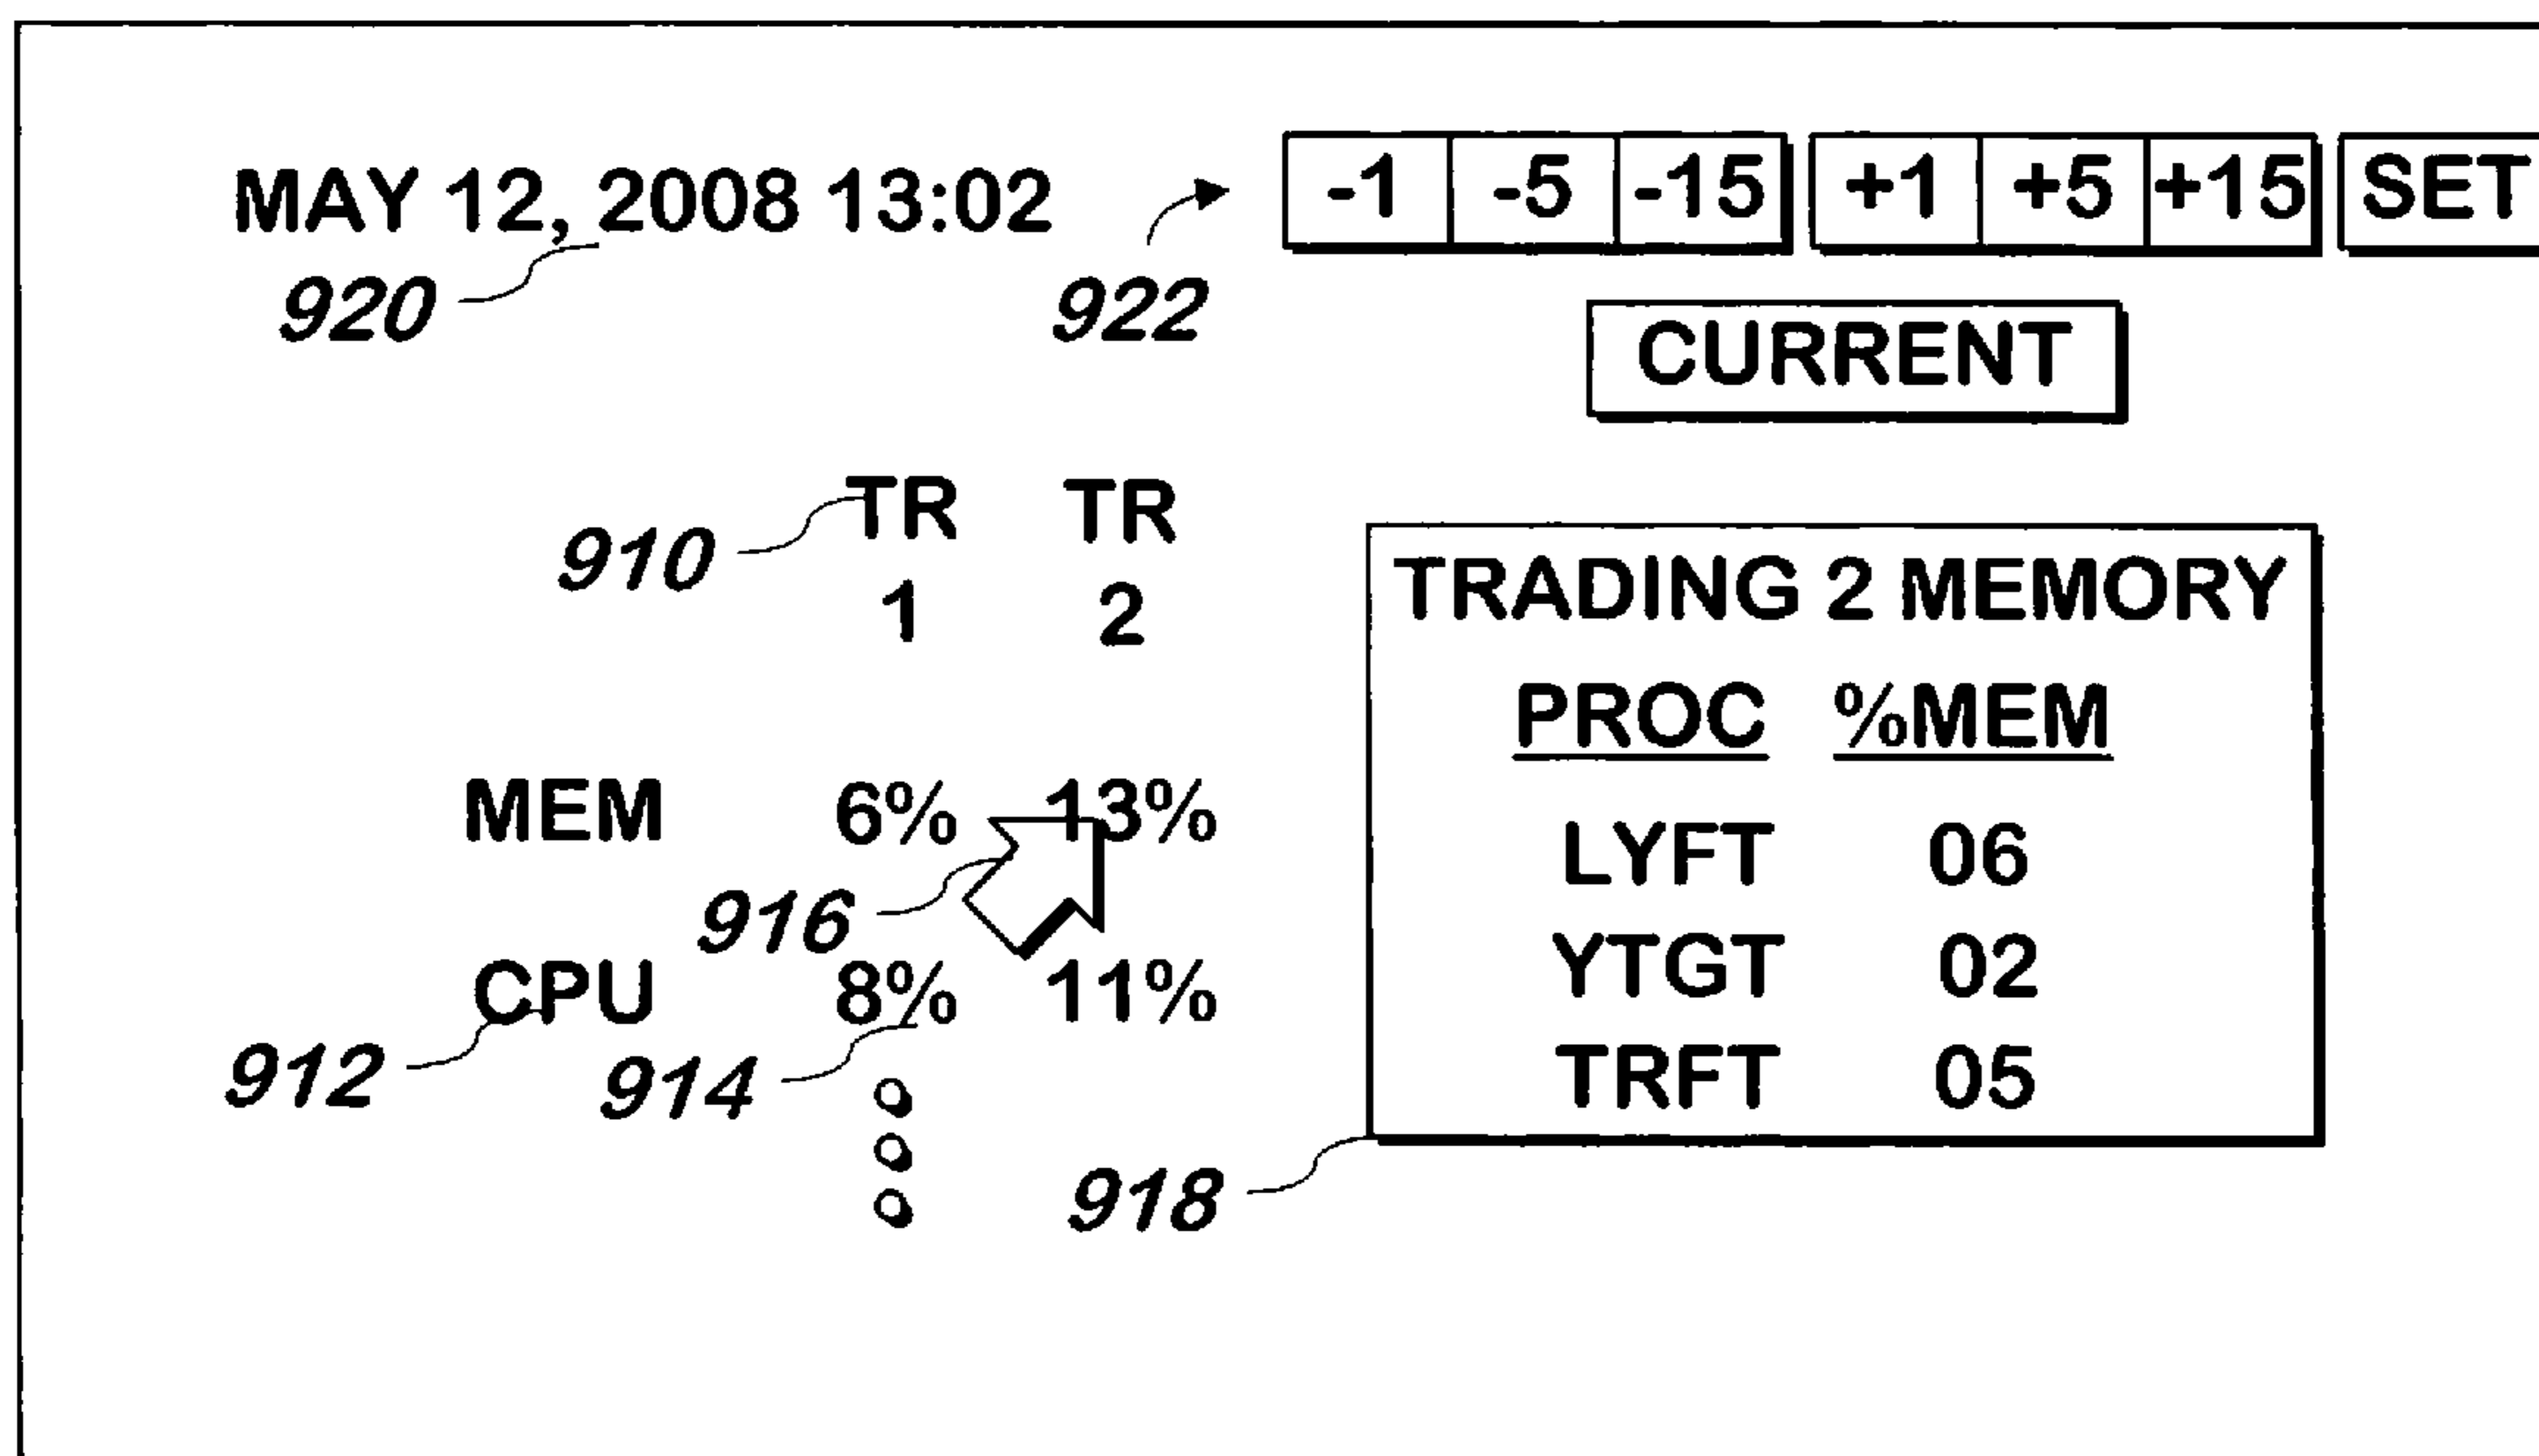 MAY 12, 2008 13:02
920
922
-1 -5 -15 +1 +5 +15 SET
CURRENT
910
TR TR
1 2
MEM 6% 13%
916
CPU 8% 11%
912
914
TRADING 2 MEMORY
PROC %MEM
LYFT 06
YTGT 02
TRFT 05
918